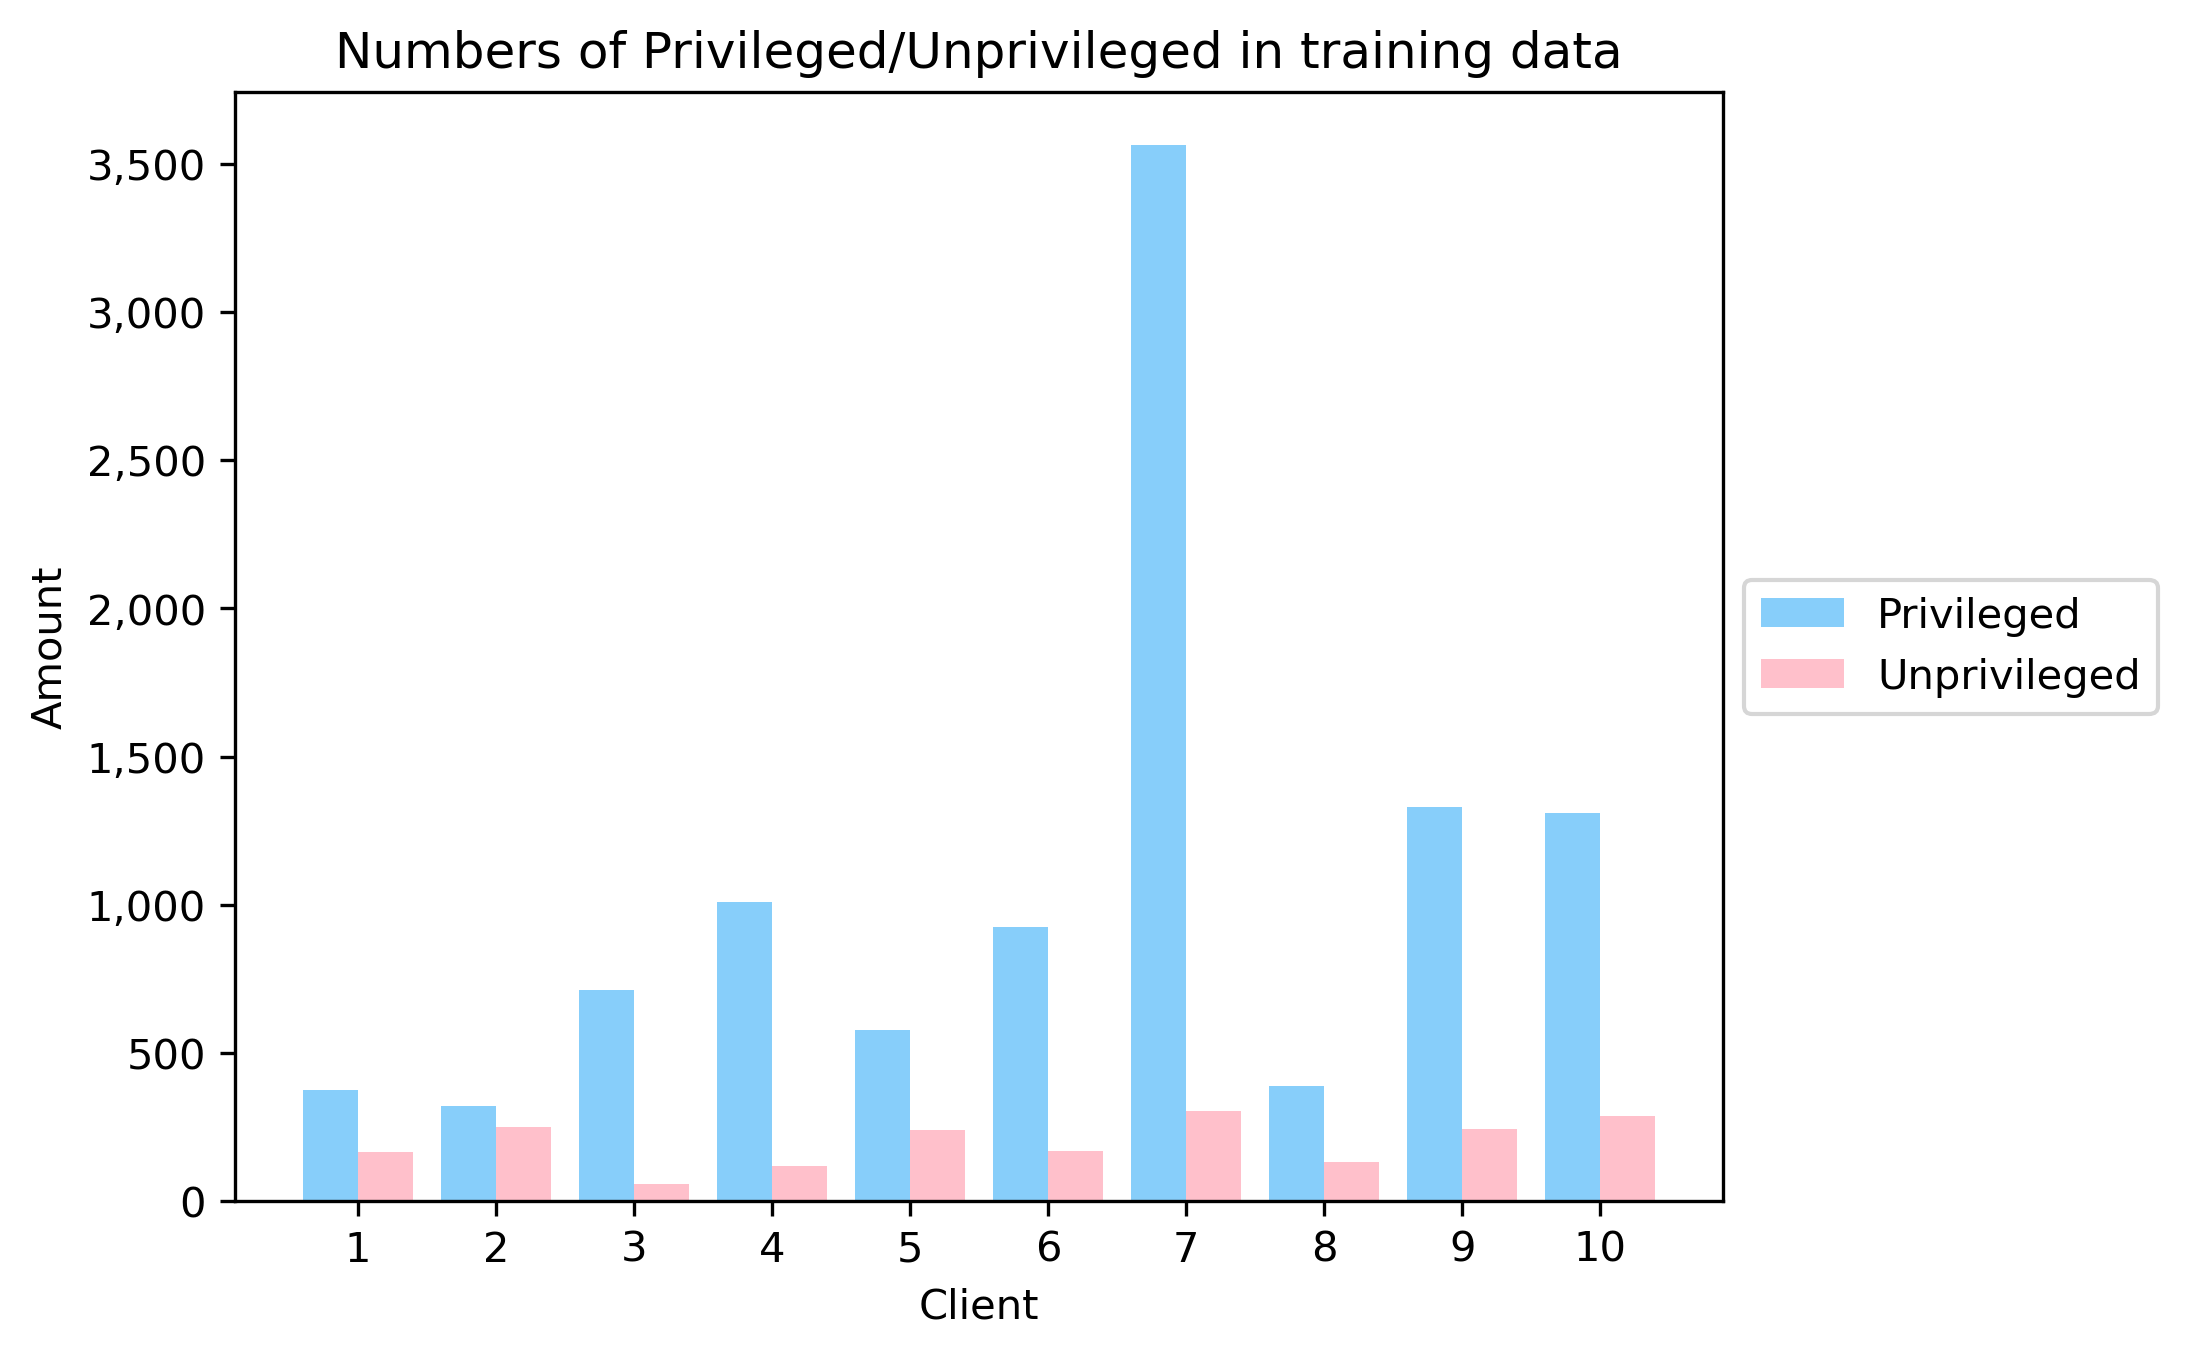 Numbers of Privileged/Unprivileged in training data
3,500
3,000
2,500
2,000
1,500
1,000
500
0
Amount
1 2 3 4 5 6 7 8 9 10
Client
Privileged
Unprivileged